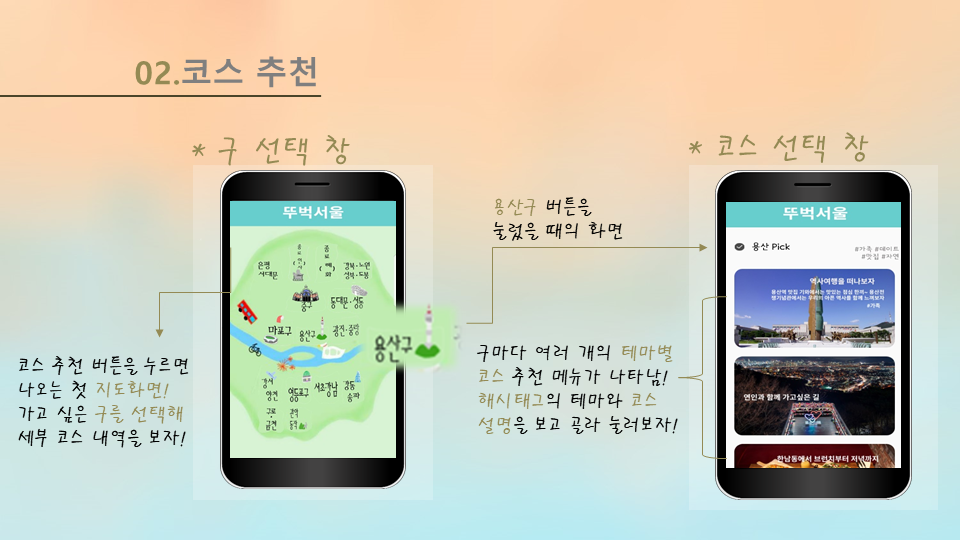 02.코스 추천
* 구 선택 창
뚜벅서울
은평
서대문
강북·노원
성북·도봉
중구
동대문·성동
마포구
용산구
광진·중랑
강서
양천
영등포구
서초강남
강동
송파
구로·
금천
관악
동작
용산구
코스 추천 버튼을 누르면
나오는 첫 지도화면!
가고 싶은 구를 선택해
세부 코스 내역을 보자!
용산구 버튼을
눌렀을 때의 화면
구마다 여러 개의 테마별
코스 추천 메뉴가 나타남!
해시태그의 테마와 코스
설명을 보고 골라 눌러보자!
* 코스 선택 창
뚜벅서울
용산 Pick
#가족 #데이트
#맛집 #자연
역사여행을 떠나보자
#가족
연인과 함께 가고싶은 길
한남동에서 브런치부터 저녁까지